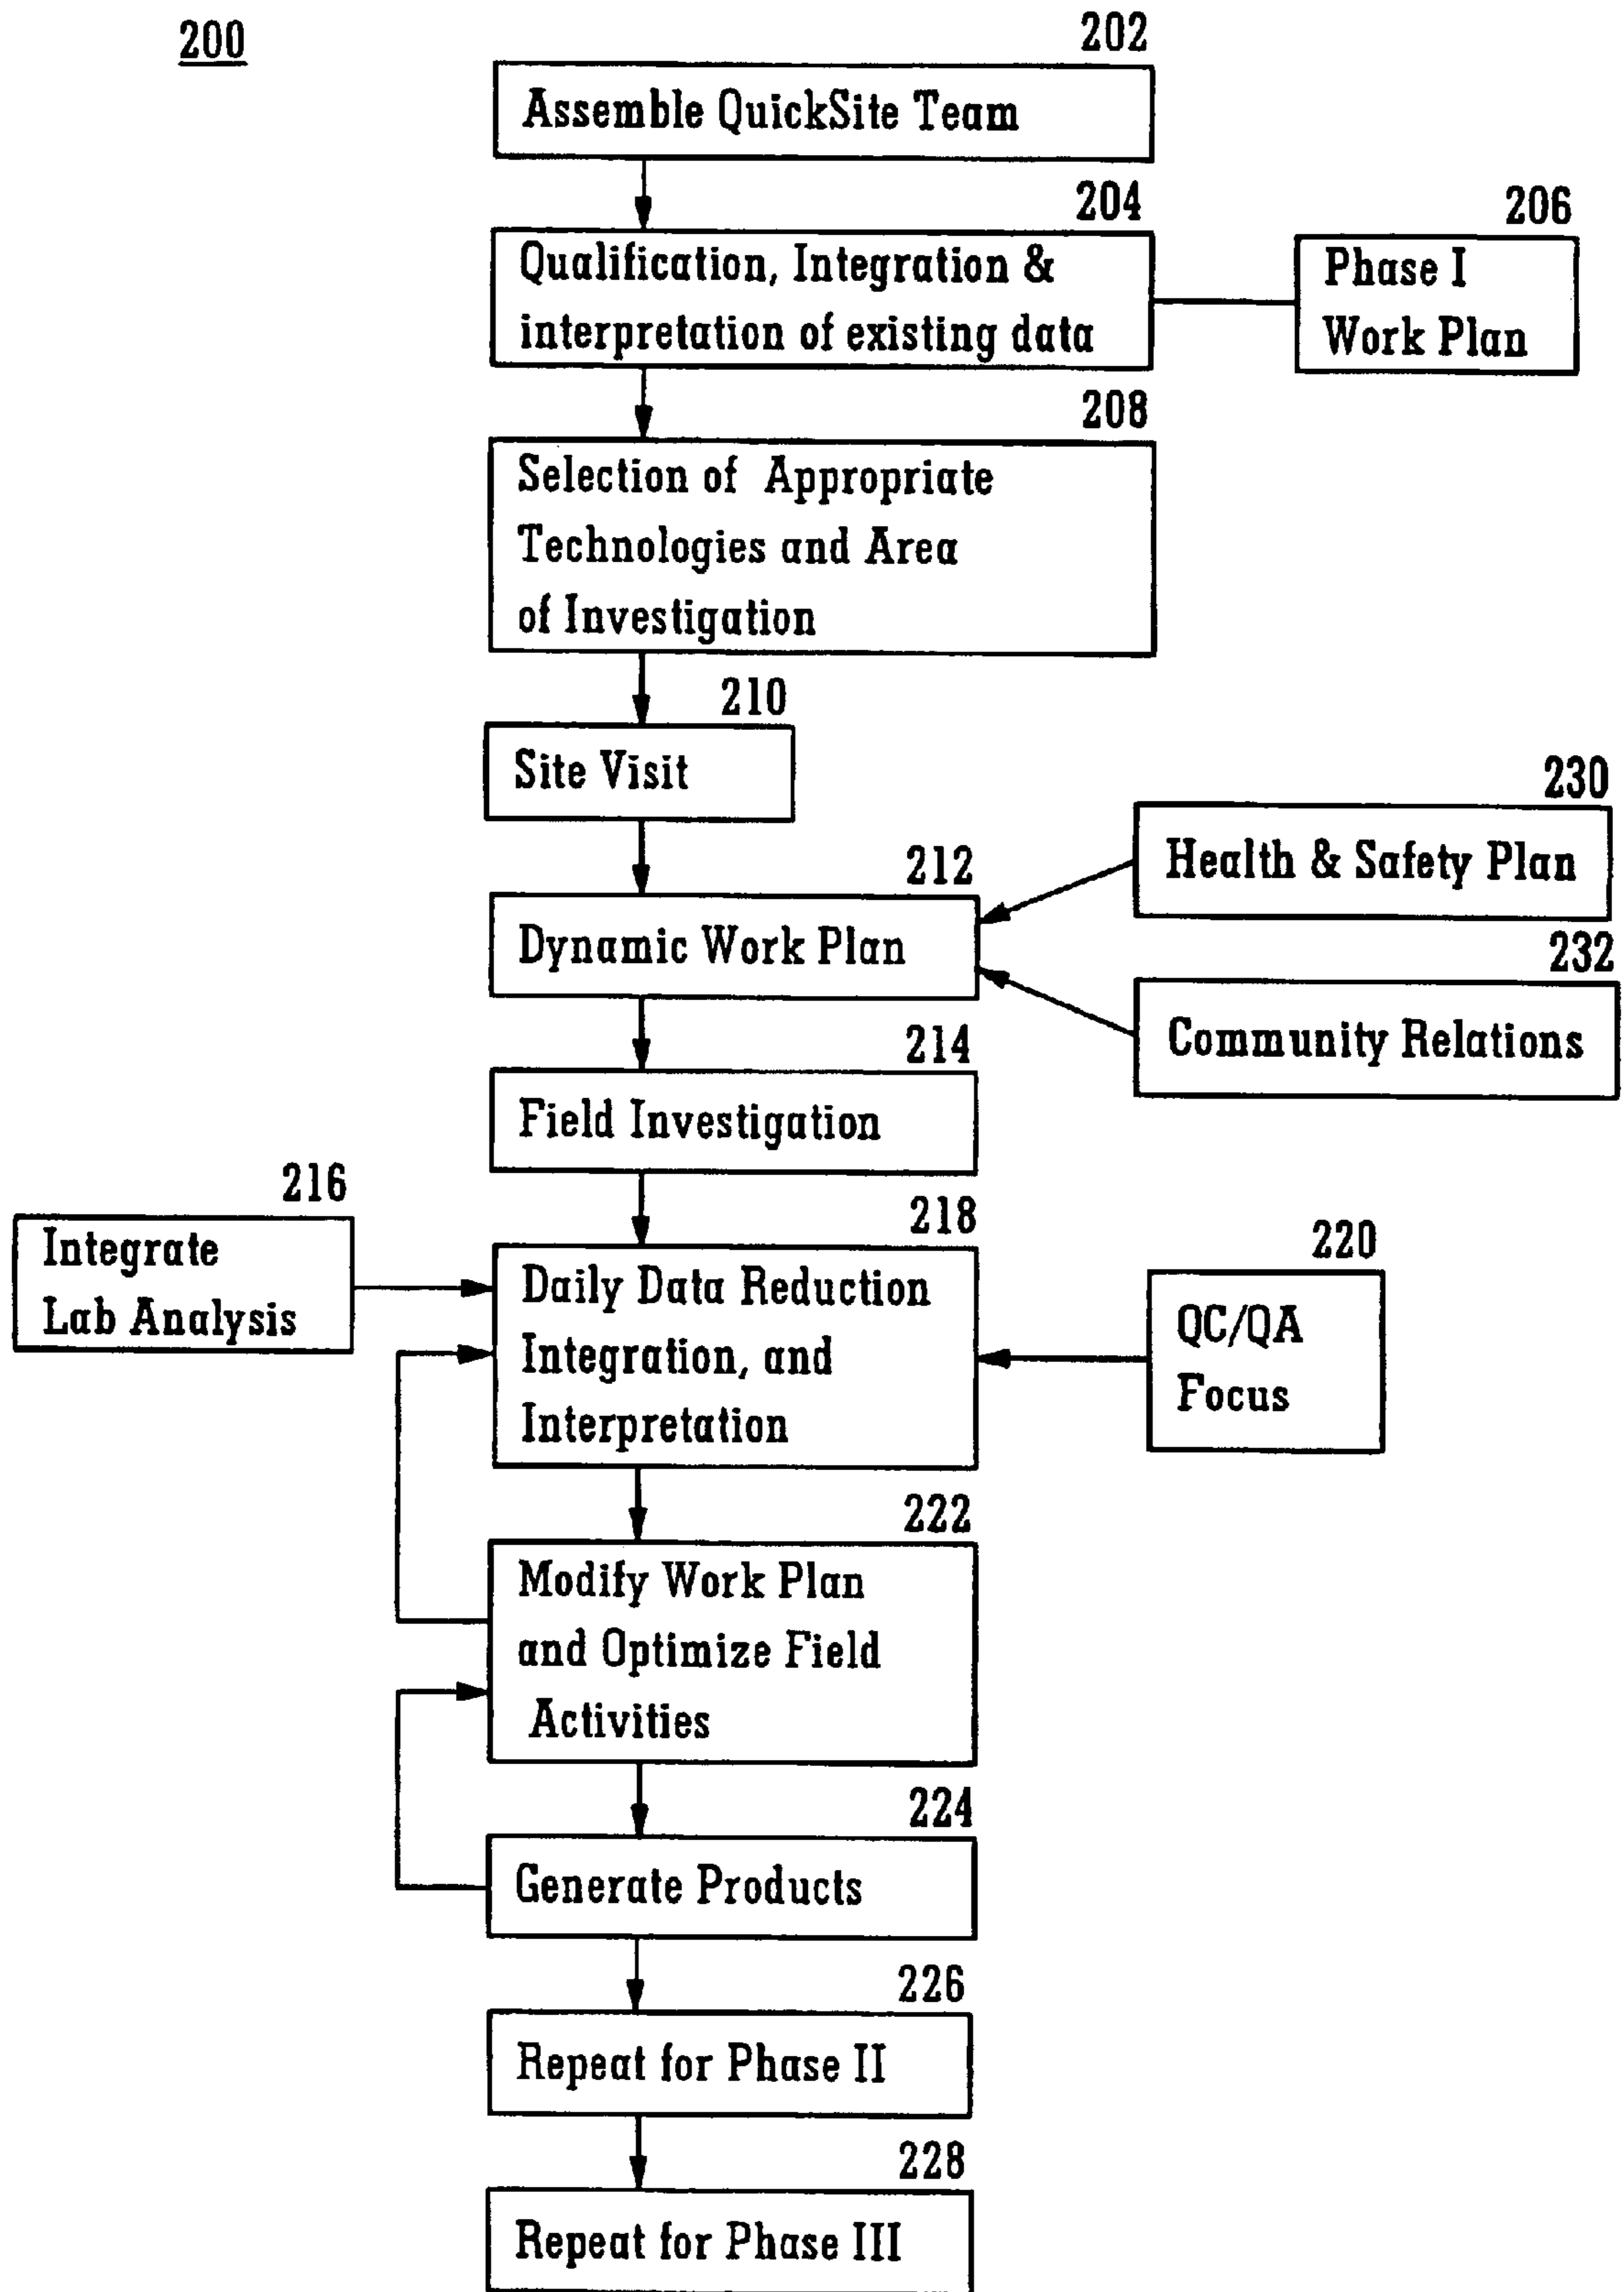 200
202
Assemble QuickSite Team
204
Qualification, Integration &
interpretation of existing data
206
Phase I
Work Plan
208
Selection of Appropriate
Technologies and Area
of Investigation
210
Site Visit
230
Health & Safety Plan
212
Dynamic Work Plan
232
Community Relations
214
Field Investigation
216
Integrate
Lab Analysis
218
Daily Data Reduction
Integration, and
Interpretation
220
QC/QA
Focus
222
Modify Work Plan
and Optimize Field
Activities
224
Generate Products
226
Repeat for Phase II
228
Repeat for Phase III